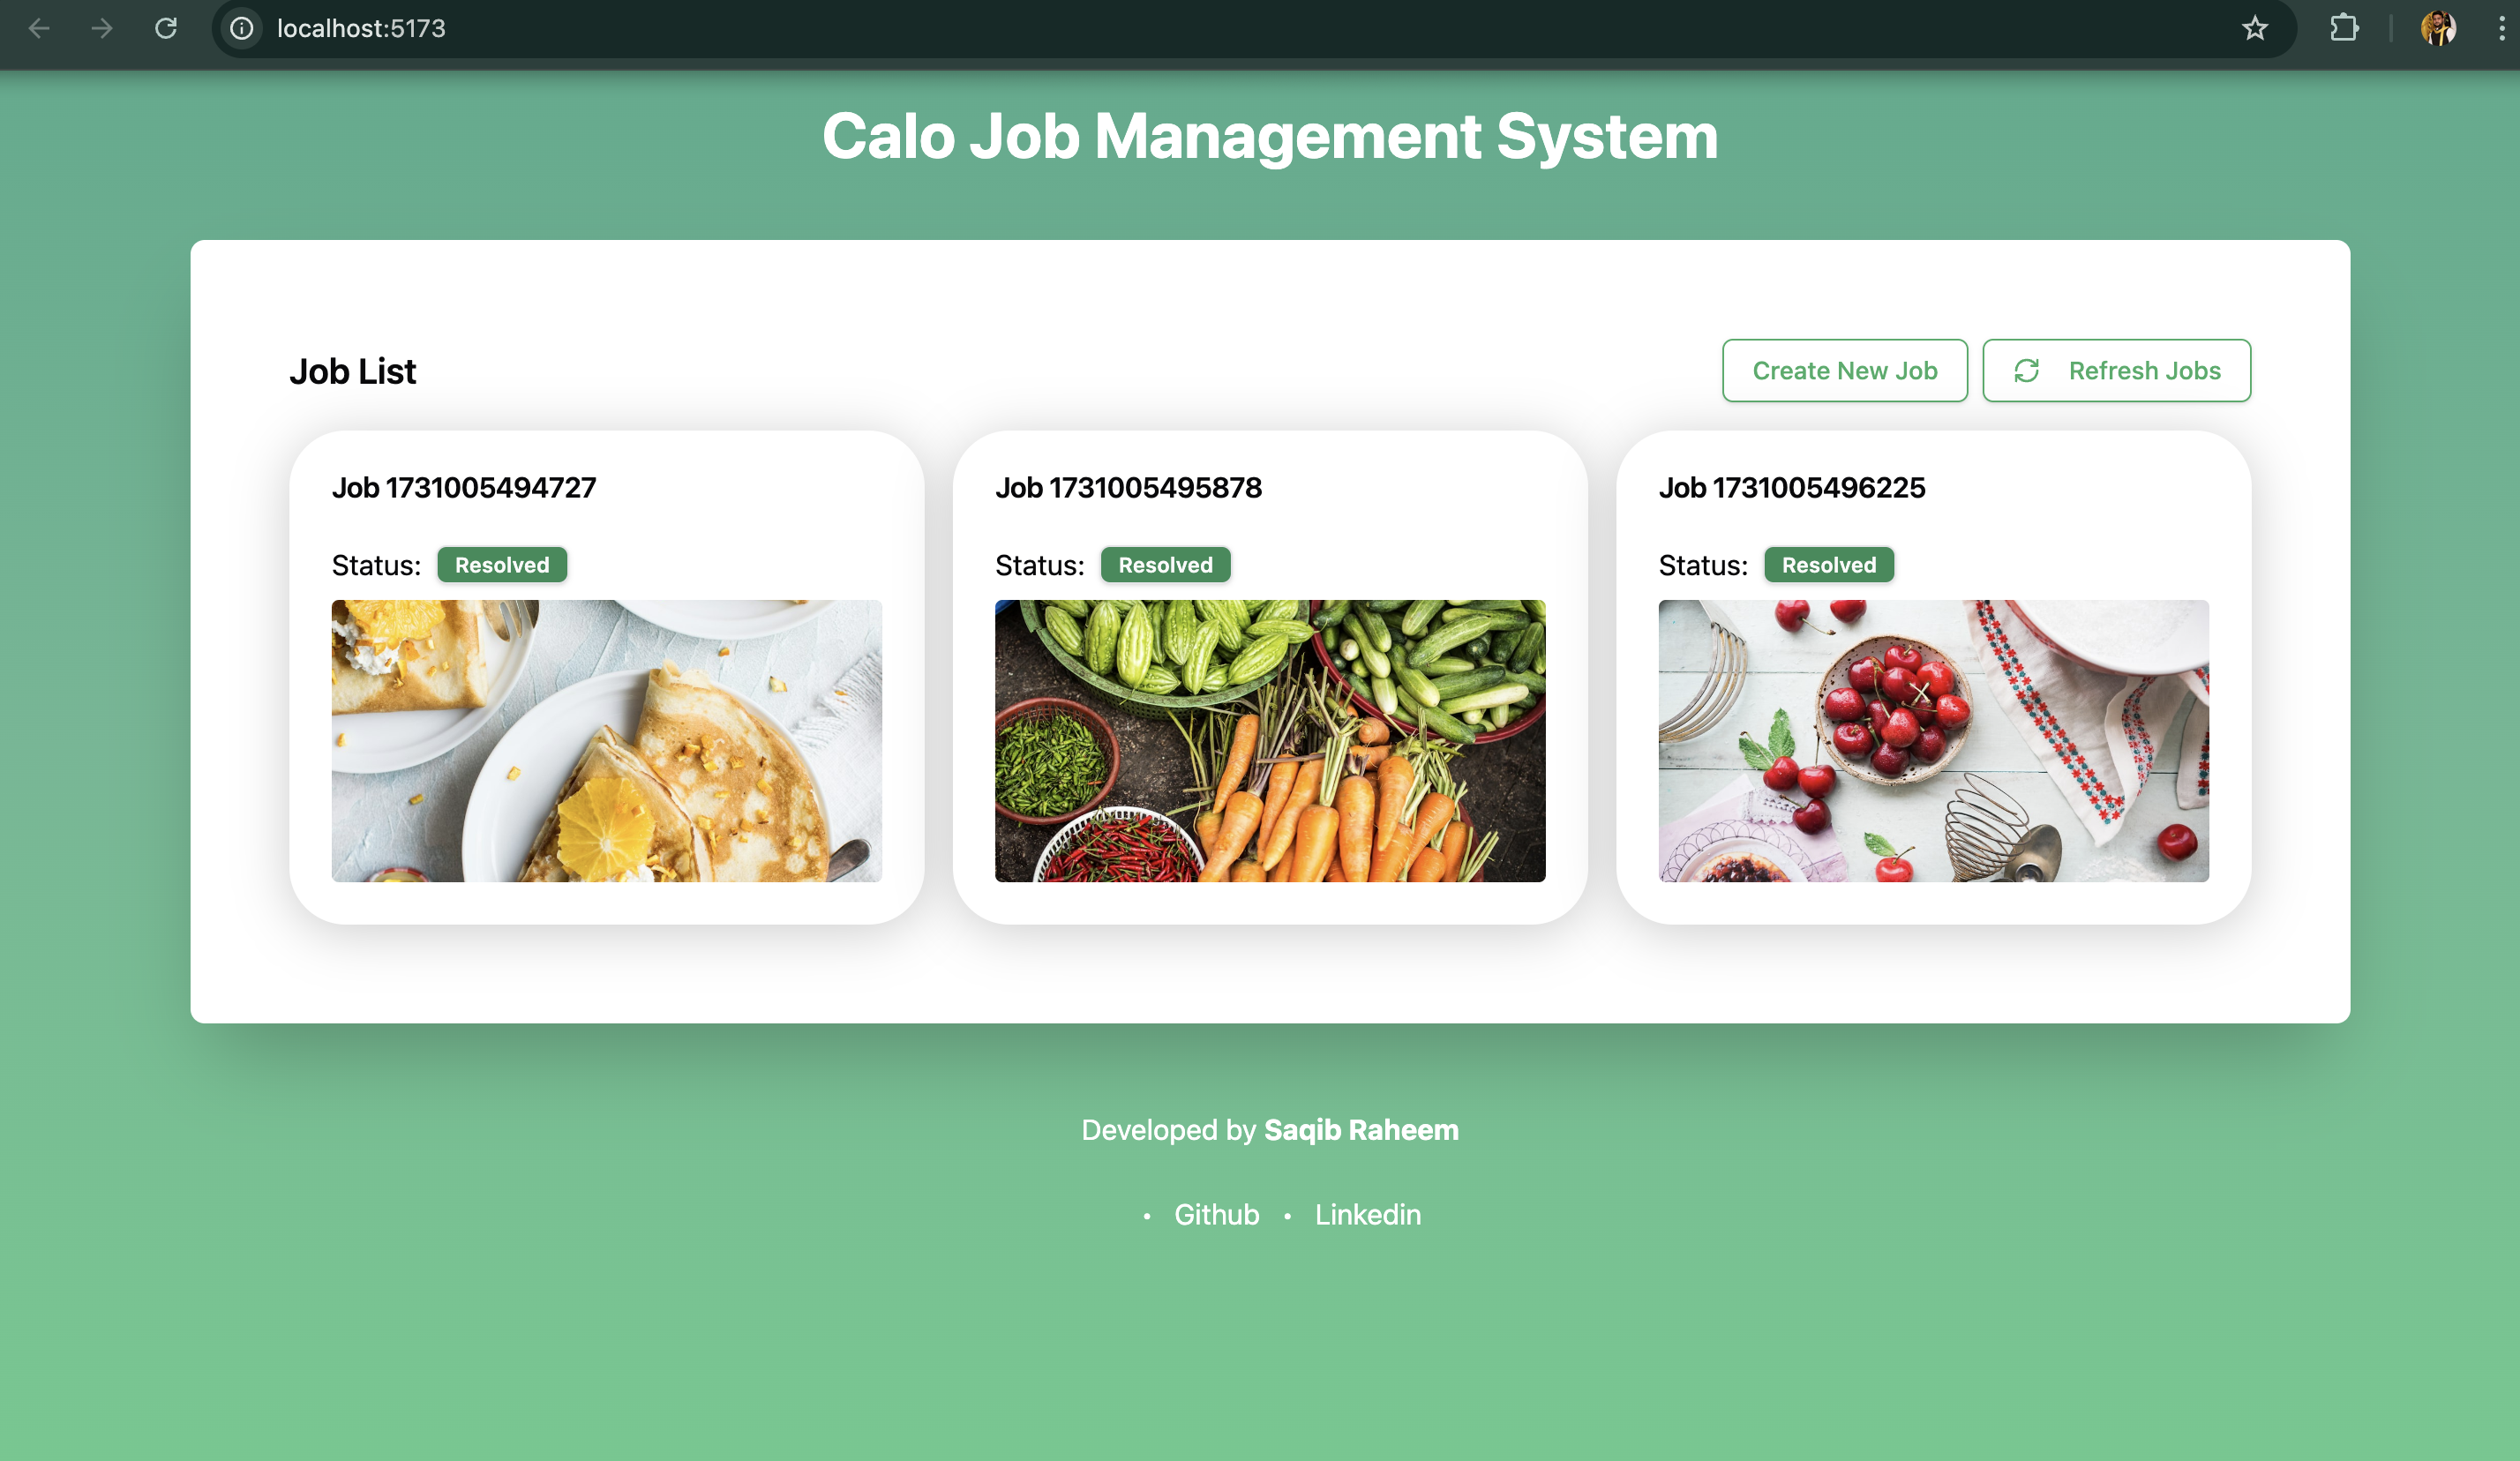 localhost:5173
Calo Job Management System
Job List
Create New Job
Refresh Jobs
Job 1731005494727
Status: Resolved
Job 1731005495878
Status: Resolved
Job 1731005496225
Status: Resolved
Developed by Saqib Raheem
• Github • Linkedin